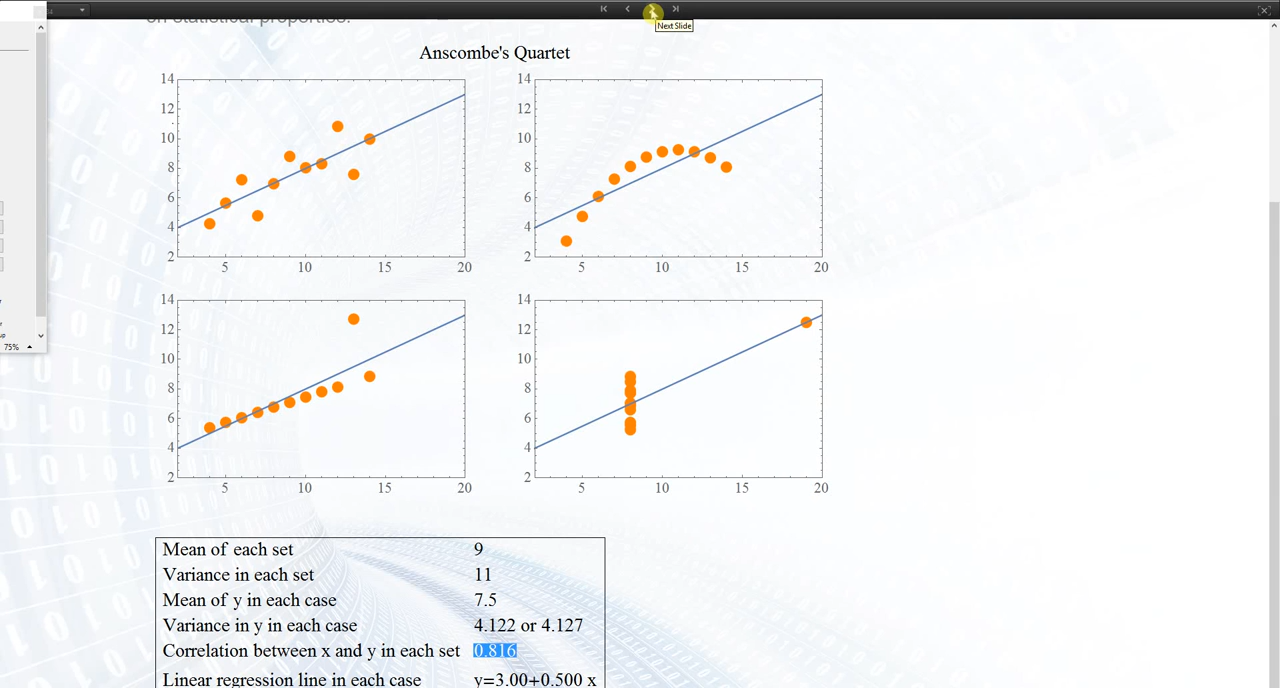 Next Slide
on statistical properties.
Anscombe's Quartet
14 14
12 12
10 10
8 8
6 6
4 4
2 2
5 10 15 20 5 10 15 20
14 14
12 12
10 10
8 8
6 6
4 4
2 2
5 10 15 20 5 10 15 20
75%
Mean of each set 9
Variance in each set 11
Mean of y in each case 7.5
Variance in y in each case 4.122 or 4.127
Correlation between x and y in each set 0.816
Linear regression line in each case y=3.00+0.500 x